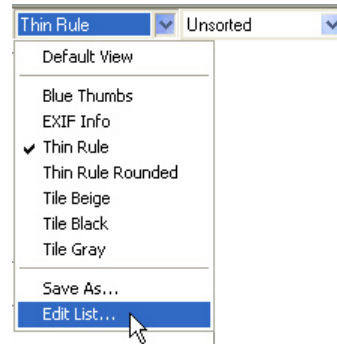 Thin Rule Unsorted
Default View
Blue Thumbs
EXIF Info
Thin Rule
Thin Rule Rounded
Tile Beige
Tile Black
Tile Gray
Save As...
Edit List...